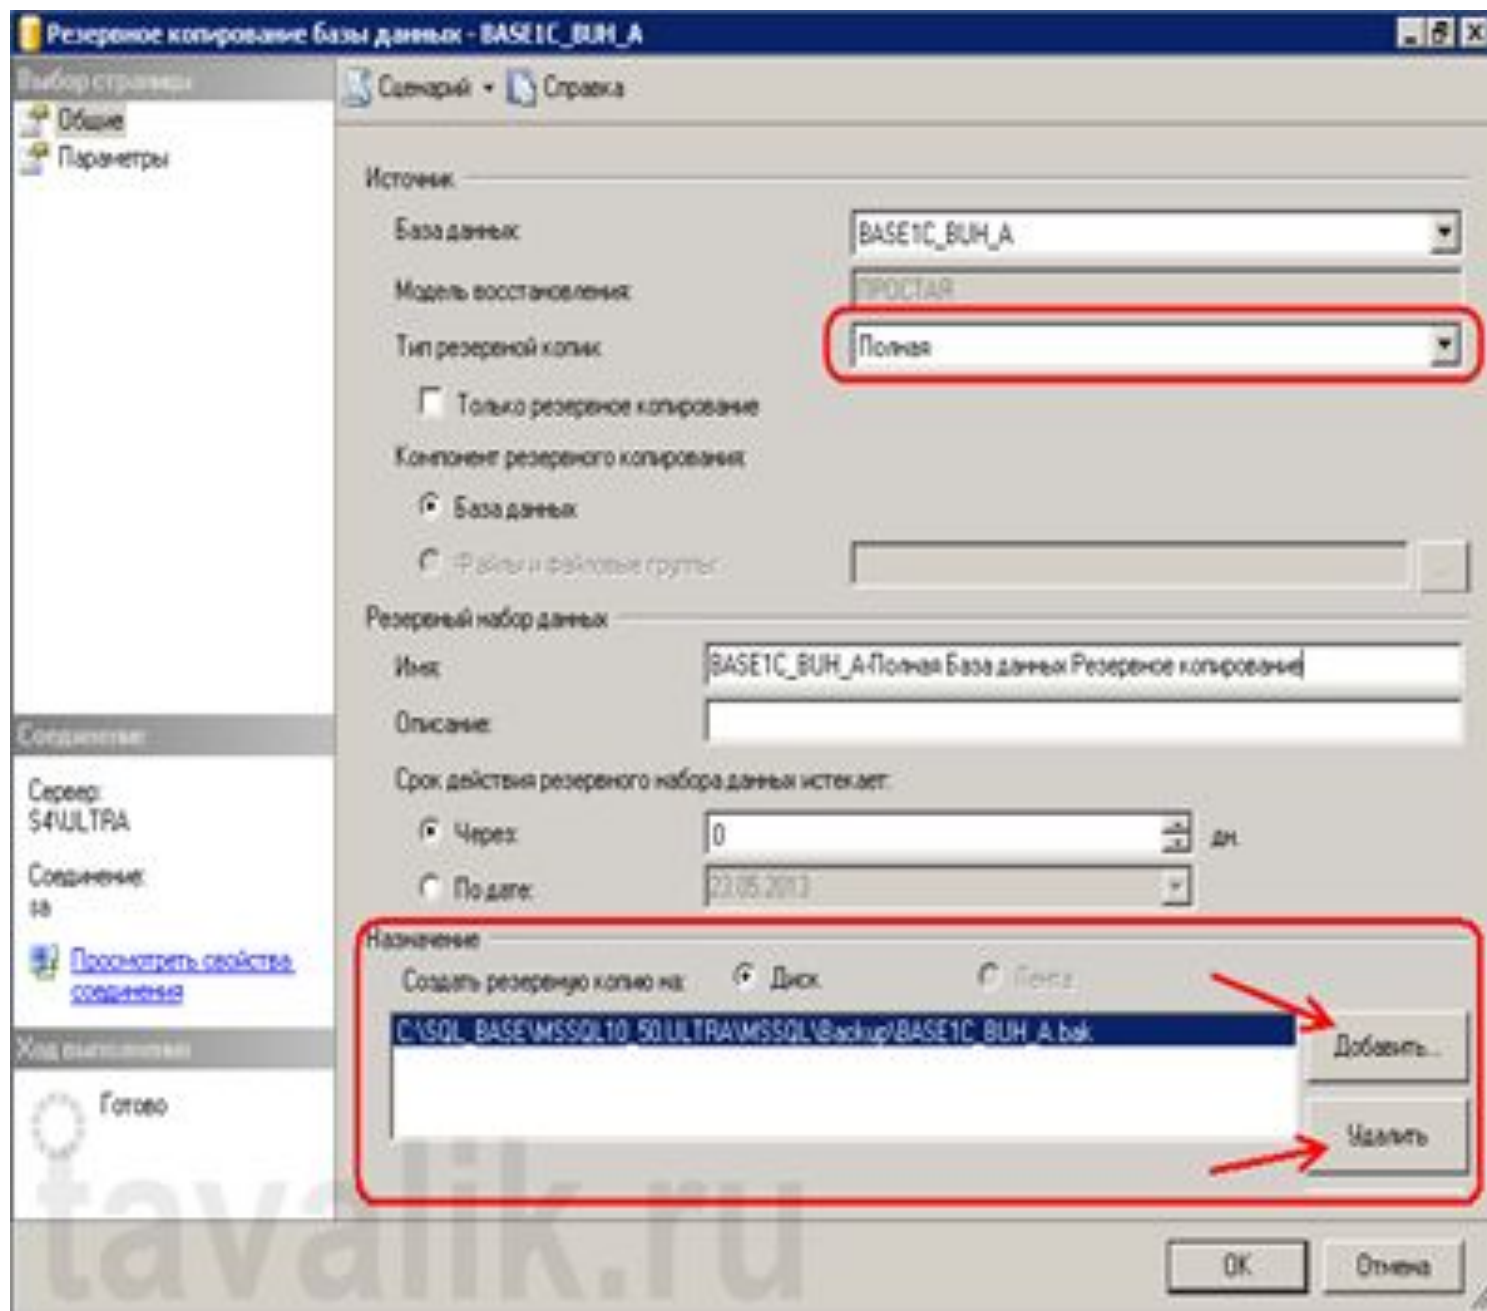 Резервное копирование базы данных - BASE1C_BUH_A
Выбор страницы
Общие
Параметры
Сценарий
Справка
Источник
База данных:
BASE1C_BUH_A
Модель восстановления:
ПРОСТАЯ
Тип резервной копии:
Полная
Только резервное копирование
Компонент резервного копирования:
База данных
Файлы и файловые группы:
...
Резервный набор данных
Имя:
BASE1C_BUH_A-Полная База данных Резервное копирование
Описание:
Срок действия резервного набора данных истекает:
Через:
0
дн.
По дате:
23.05.2013
Соединение
Сервер:
S4\ULTRA
Соединение:
sa
Просмотреть свойства
соединения
Ход выполнения
Готово
Назначение
Создать резервную копию на:
Диск
Лента
C:\SQL_BASE\MSSQL10_50.ULTRA\MSSQL\Backup\BASE1C_BUH_A.bak
Добавить...
Удалить
OK
Отмена
tavalik.ru